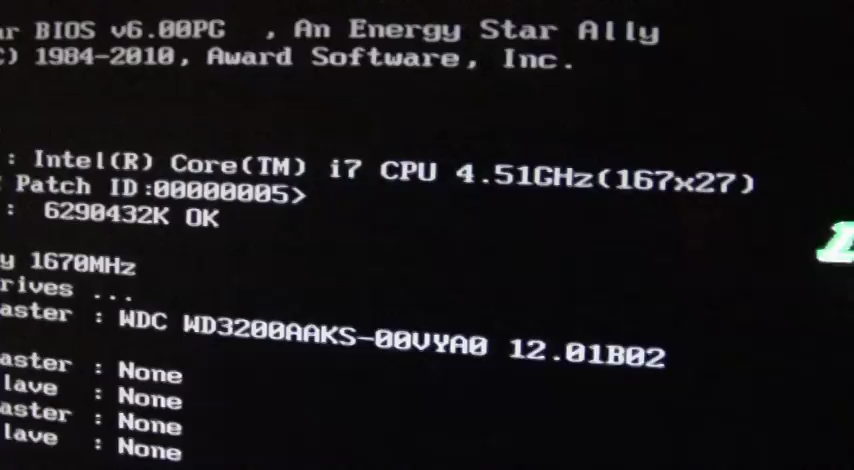 BIOS v6.00PG , An Energy Star Ally
1984-2010, Award Software, Inc.
: Intel(R) Core(TM) i7 CPU 4.51GHz(167x27)
Patch ID:00000005>
: 6290432K OK
y 1670MHz
rives ...
aster : WDC WD3200AAKS-00VYA0 12.01B02
aster : None
lave : None
aster : None
lave : None